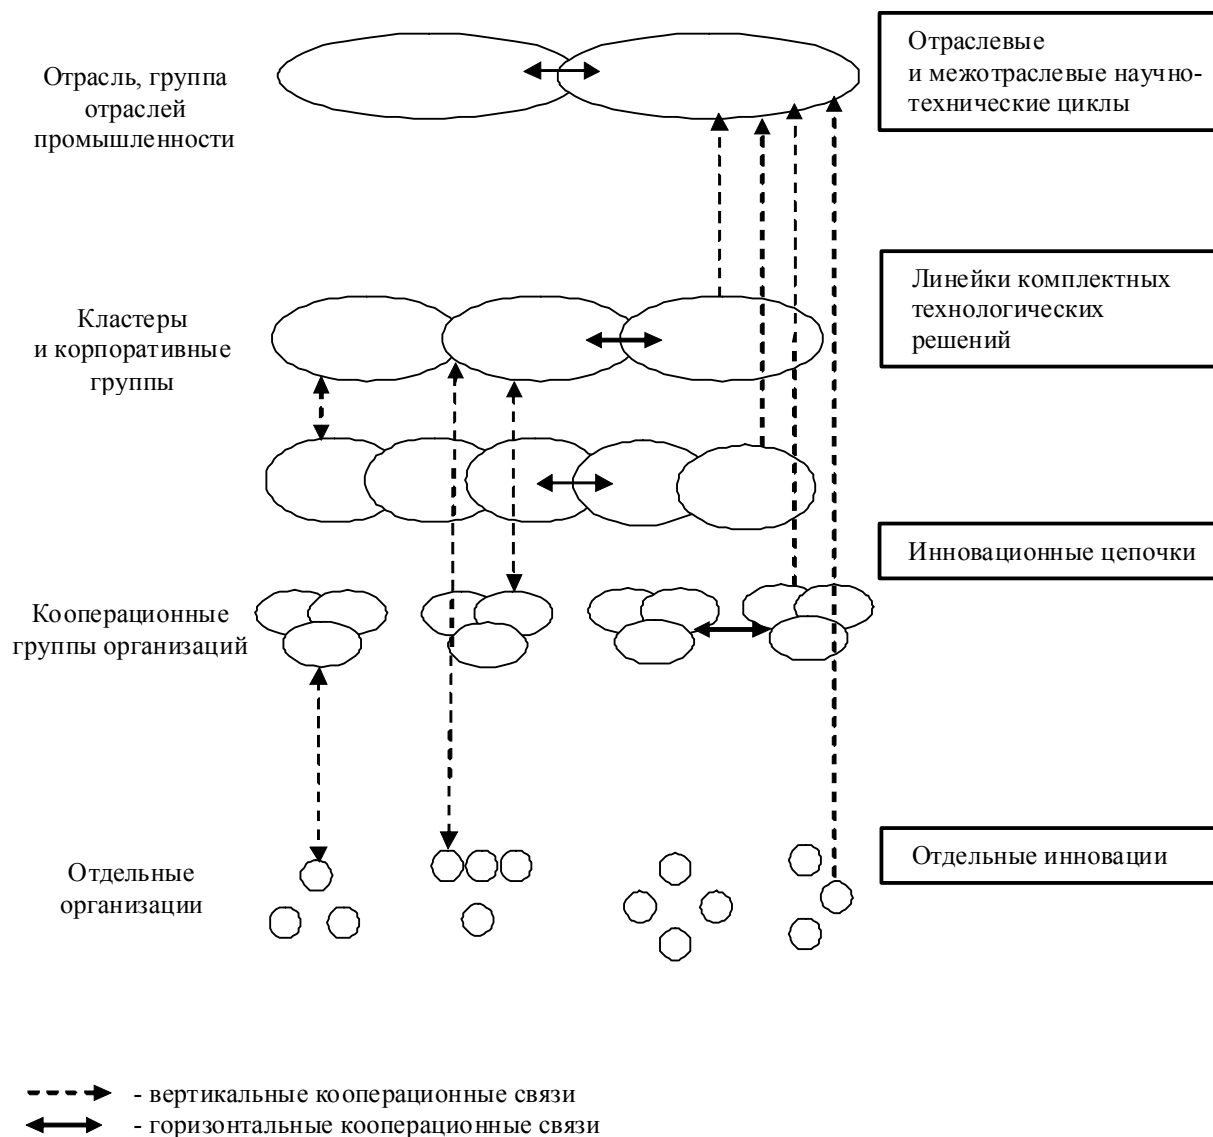 Отрасль, группа
отраслей
промышленности
Отраслевые
и межотраслевые научно-
технические циклы
Кластеры
и корпоративные
группы
Линейки комплектных
технологических
решений
Инновационные цепочки
Кооперационные
группы организаций
Отдельные
организации
Отдельные инновации
- вертикальные кооперационные связи
- горизонтальные кооперационные связи